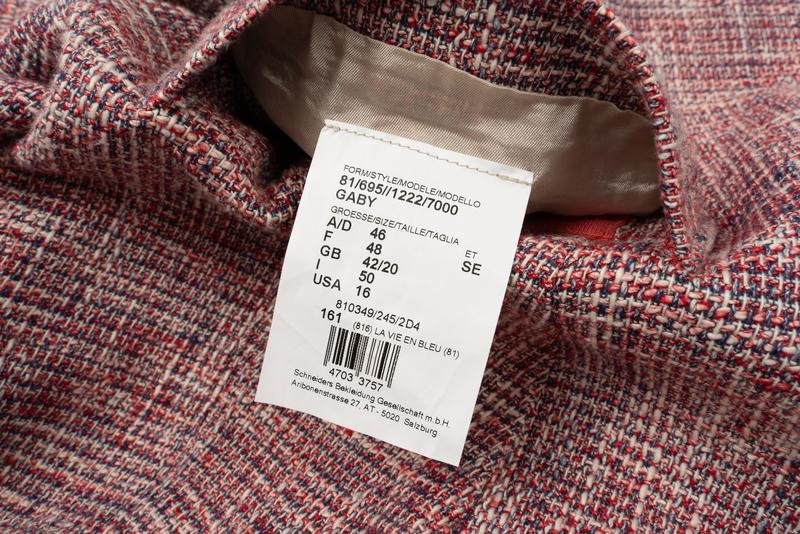 FORM/STYLE/MODELE/MODELLO
81/695//1222/7000
GABY
GROESSE/SIZE/TAILLE/TAGLIA
A/D 46 ET
F 48 SE
GB 42/20
I 50
USA 16
810349/245/2D4
161 (816) LA VIE EN BLEU (81)
4703 3757
Schneiders Bekleidung Gesellschaft m.b.H.
Aribonenstrasse 27, AT - 5020 Salzburg